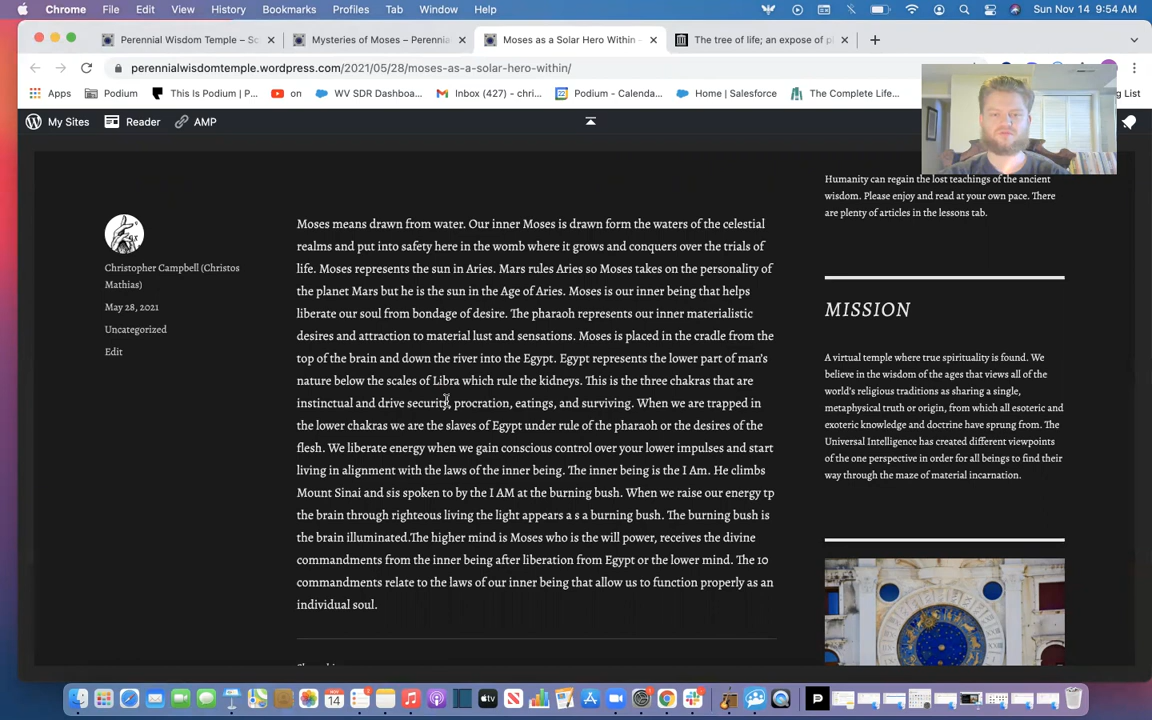 Chrome File Edit View History Bookmarks Profiles Tab Window Help Sun Nov 14 9:54 AM
Perennial Wisdom Temple – Sc Mysteries of Moses – Perennia Moses as a Solar Hero Within – The tree of life; an expose of p
perennialwisdomtemple.wordpress.com/2021/05/28/moses-as-a-solar-hero-within/
Apps Podium This Is Podium | P... on WV SDR Dashboa... Inbox (427) – chri... Podium - Calenda... Home | Salesforce The Complete Life... List
My Sites Reader AMP
Christopher Campbell (Christos
Mathias)
May 28, 2021
Uncategorized
Edit
Moses means drawn from water. Our inner Moses is drawn form the waters of the celestial
realms and put into safety here in the womb where it grows and conquers over the trials of
life. Moses represents the sun in Aries. Mars rules Aries so Moses takes on the personality of
the planet Mars but he is the sun in the Age of Aries. Moses is our inner being that helps
liberate our soul from bondage of desire. The pharaoh represents our inner materialistic
desires and attraction to material lust and sensations. Moses is placed in the cradle from the
top of the brain and down the river into the Egypt. Egypt represents the lower part of man's
nature below the scales of Libra which rule the kidneys. This is the three chakras that are
instinctual and drive security, procration, eatings, and surviving. When we are trapped in
the lower chakras we are the slaves of Egypt under rule of the pharaoh or the desires of the
flesh. We liberate energy when we gain conscious control over your lower impulses and start
living in alignment with the laws of the inner being. The inner being is the I Am. He climbs
Mount Sinai and sis spoken to by the I AM at the burning bush. When we raise our energy tp
the brain through righteous living the light appears a s a burning bush. The burning bush is
the brain illuminated.The higher mind is Moses who is the will power, receives the divine
commandments from the inner being after liberation from Egypt or the lower mind. The 10
commandments relate to the laws of our inner being that allow us to function properly as an
individual soul.
Humanity can regain the lost teachings of the ancient
wisdom. Please enjoy and read at your own pace. There
are plenty of articles in the lessons tab.
MISSION
A virtual temple where true spirituality is found. We
believe in the wisdom of the ages that views all of the
world's religious traditions as sharing a single,
metaphysical truth or origin, from which all esoteric and
exoteric knowledge and doctrine have sprung from. The
Universal Intelligence has created different viewpoints
of the one perspective in order for all beings to find their
way through the maze of material incarnation.